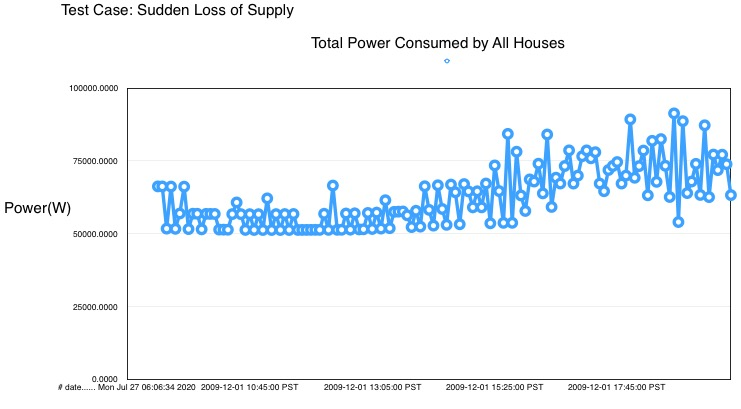 Test Case: Sudden Loss of Supply
Total Power Consumed by All Houses
100000.0000
75000.0000
Power(W)
50000.0000
25000.0000
0.0000
# date...... Mon Jul 27 06:06:34 2020 2009-12-01 10:45:00 PST 2009-12-01 13:05:00 PST 2009-12-01 15:25:00 PST 2009-12-01 17:45:00 PST